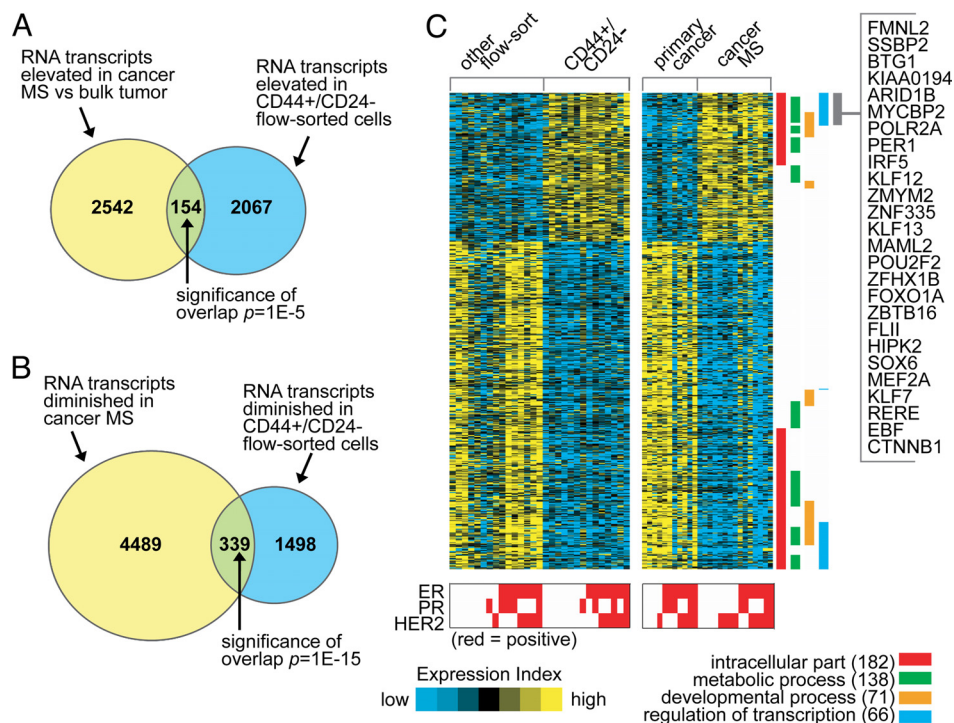 A
RNA transcripts
elevated in cancer
MS vs bulk tumor
RNA transcripts
elevated in
CD44+/CD24-
flow-sorted cells
2542
154
2067
significance of
overlap p=1E-5
B
RNA transcripts
diminished in
cancer MS
RNA transcripts
diminished in
CD44+/CD24-
flow-sorted cells
4489
339
1498
significance of
overlap p=1E-15
C
other
flow-sort
CD44+/
CD24-
primary
cancer
cancer
MS
FMNL2
SSBP2
BTG1
KIAA0194
ARID1B
MYCBP2
POLR2A
PER1
IRF5
KLF12
ZMYM2
ZNF335
KLF13
MAML2
POU2F2
ZFHX1B
FOXO1A
ZBTB16
FLII
HIPK2
SOX6
MEF2A
KLF7
RERE
EBF
CTNNB1
ER
PR
HER2
(red = positive)
Expression Index
low
high
intracellular part (182)
metabolic process (138)
developmental process (71)
regulation of transcription (66)